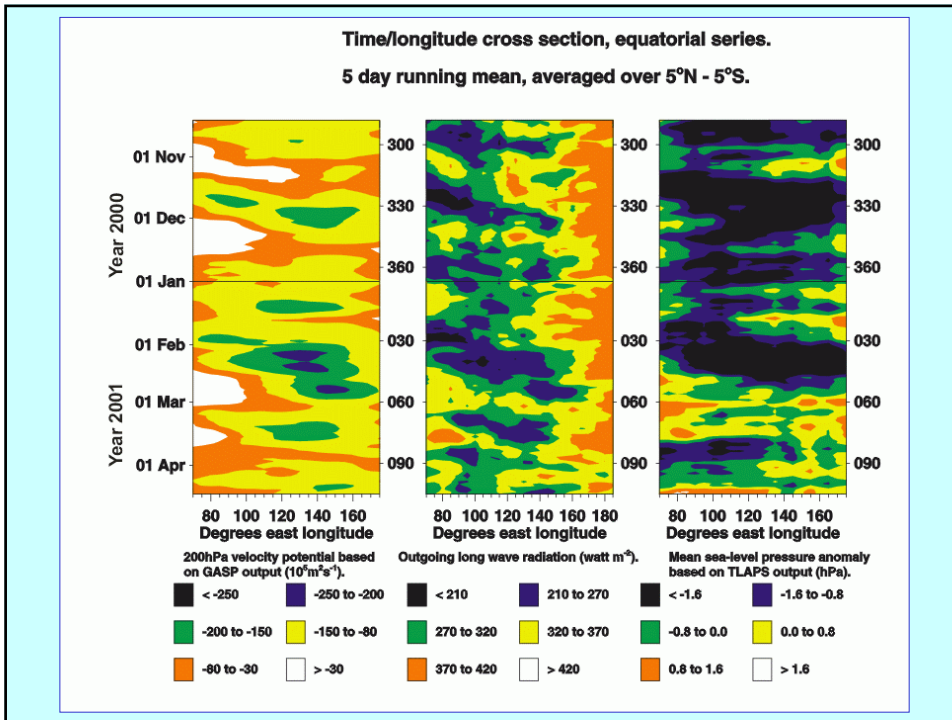 Time/longitude cross section, equatorial series.
5 day running mean, averaged over 5°N - 5°S.
Year 2000
Year 2001
01 Nov
01 Dec
01 Jan
01 Feb
01 Mar
01 Apr
300
330
360
030
060
090
300
330
360
030
060
090
300
330
360
030
060
090
80 100 120 140 160
80 100 120 140 160 180
80 100 120 140 160
Degrees east longitude
Degrees east longitude
Degrees east longitude
200hPa velocity potential based
on GASP output (10⁵m²s⁻¹).
< -250
-250 to -200
-200 to -150
-150 to -80
-80 to -30
> -30
Outgoing long wave radiation (watt m⁻²).
< 210
210 to 270
270 to 320
320 to 370
370 to 420
> 420
Mean sea-level pressure anomaly
based on TLAPS output (hPa).
< -1.6
-1.6 to -0.8
-0.8 to 0.0
0.0 to 0.8
0.8 to 1.6
> 1.6